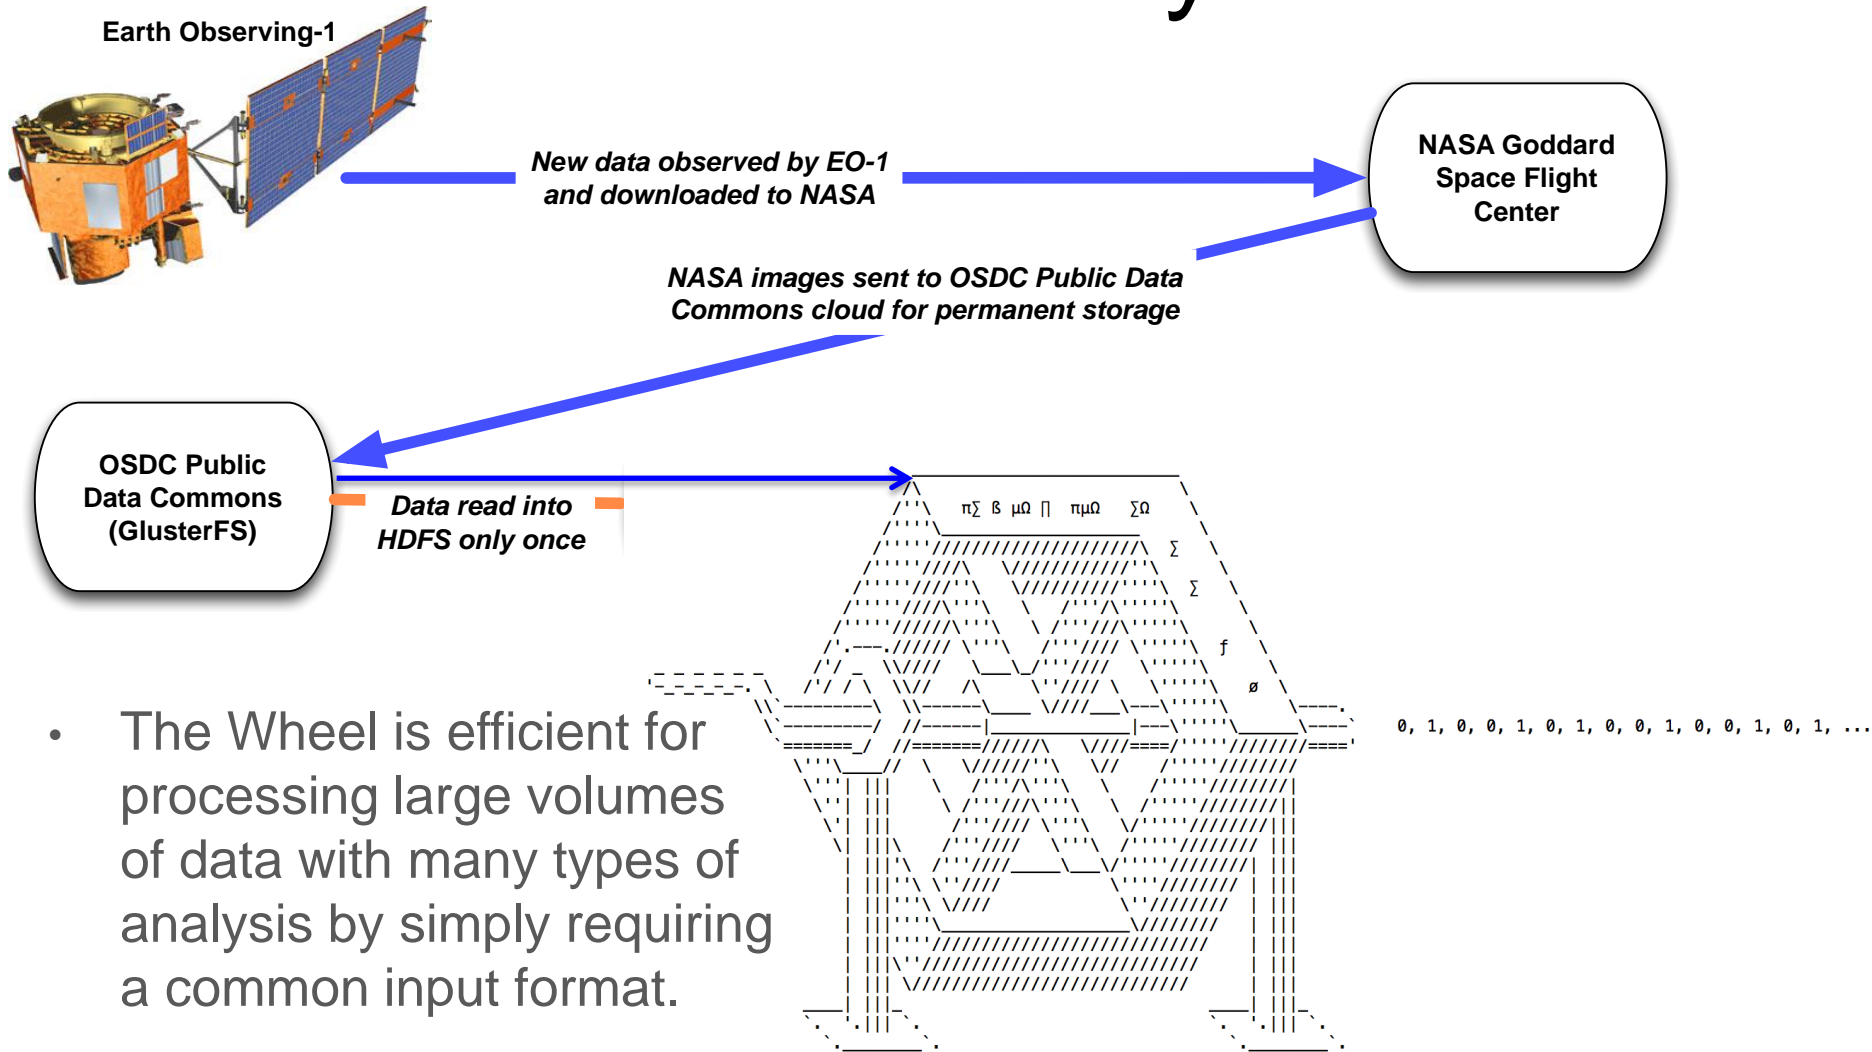 Earth Observing-1
New data observed by EO-1
and downloaded to NASA
NASA Goddard
Space Flight
Center
NASA images sent to OSDC Public Data
Commons cloud for permanent storage
OSDC Public
Data Commons
(GlusterFS)
Data read into
HDFS only once
π∑ ß µΩ ∏ πµΩ ∑Ω
∑
∑
ƒ
ø
0, 1, 0, 0, 1, 0, 1, 0, 0, 1, 0, 0, 1, 0, 1, ...
• The Wheel is efficient for
processing large volumes
of data with many types of
analysis by simply requiring
a common input format.